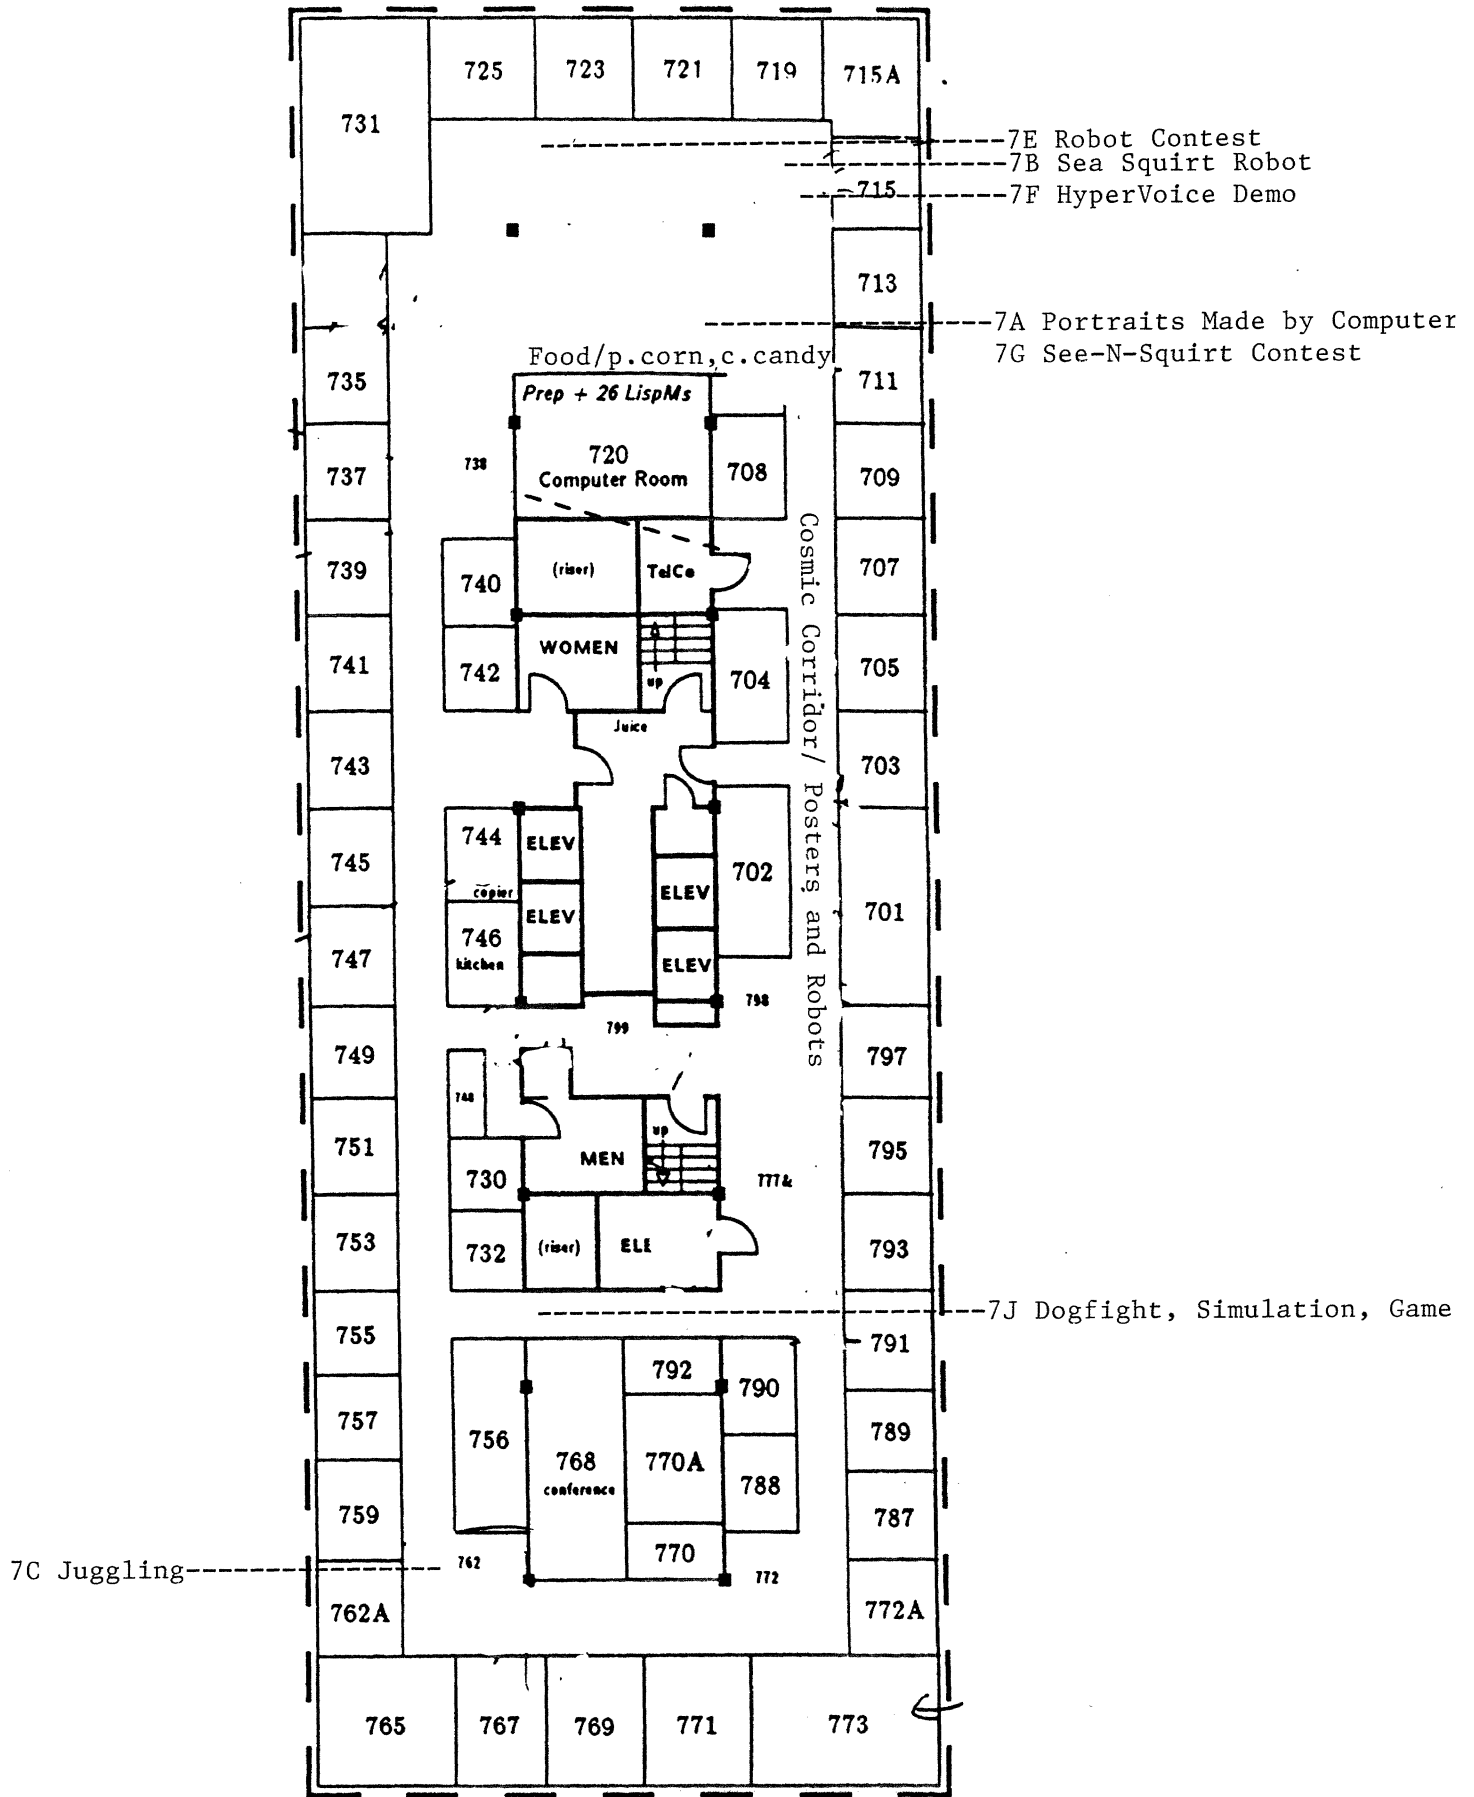 725 723 721 719 715A
731
7E Robot Contest
7B Sea Squirt Robot
715
7F HyperVoice Demo
713
7A Portraits Made by Computer
Food/p.corn,c.candy
7G See-N-Squirt Contest
735
711
Prep + 26 LispMs
720
Computer Room
738
708
737
709
739
740
(riser)
TelCo
707
Cosmic Corridor/ Posters and Robots
741
742
WOMEN
up
704
705
Juice
743
703
744
copier
ELEV
745
702
ELEV
ELEV
701
746
kitchen
747
ELEV
798
799
749
797
748
up
751
MEN
795
730
777&
753
732
(riser)
ELE
793
7J Dogfight, Simulation, Game
755
791
792
790
757
756
789
768
conference
770A
788
759
787
770
7C Juggling
762
772
762A
772A
765 767 769 771 773